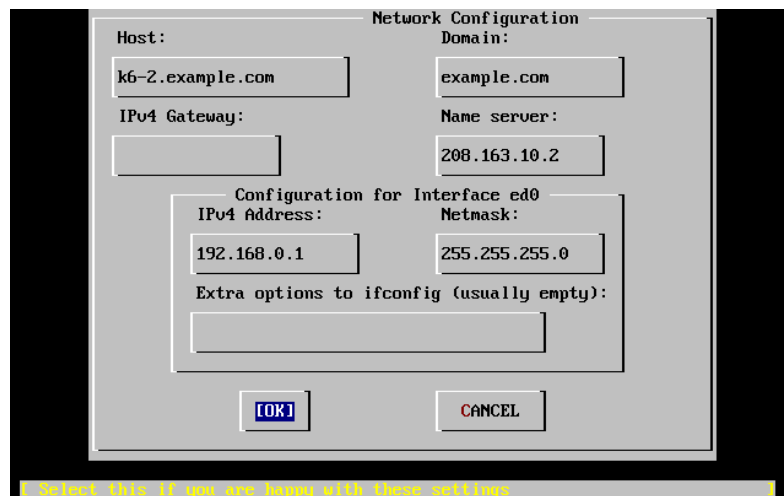 Network Configuration
Host: Domain:
k6-2.example.com example.com
IPv4 Gateway: Name server:
208.163.10.2
Configuration for Interface ed0
IPv4 Address: Netmask:
192.168.0.1 255.255.255.0
Extra options to ifconfig (usually empty):
[OK] CANCEL
[ Select this if you are happy with these settings ]